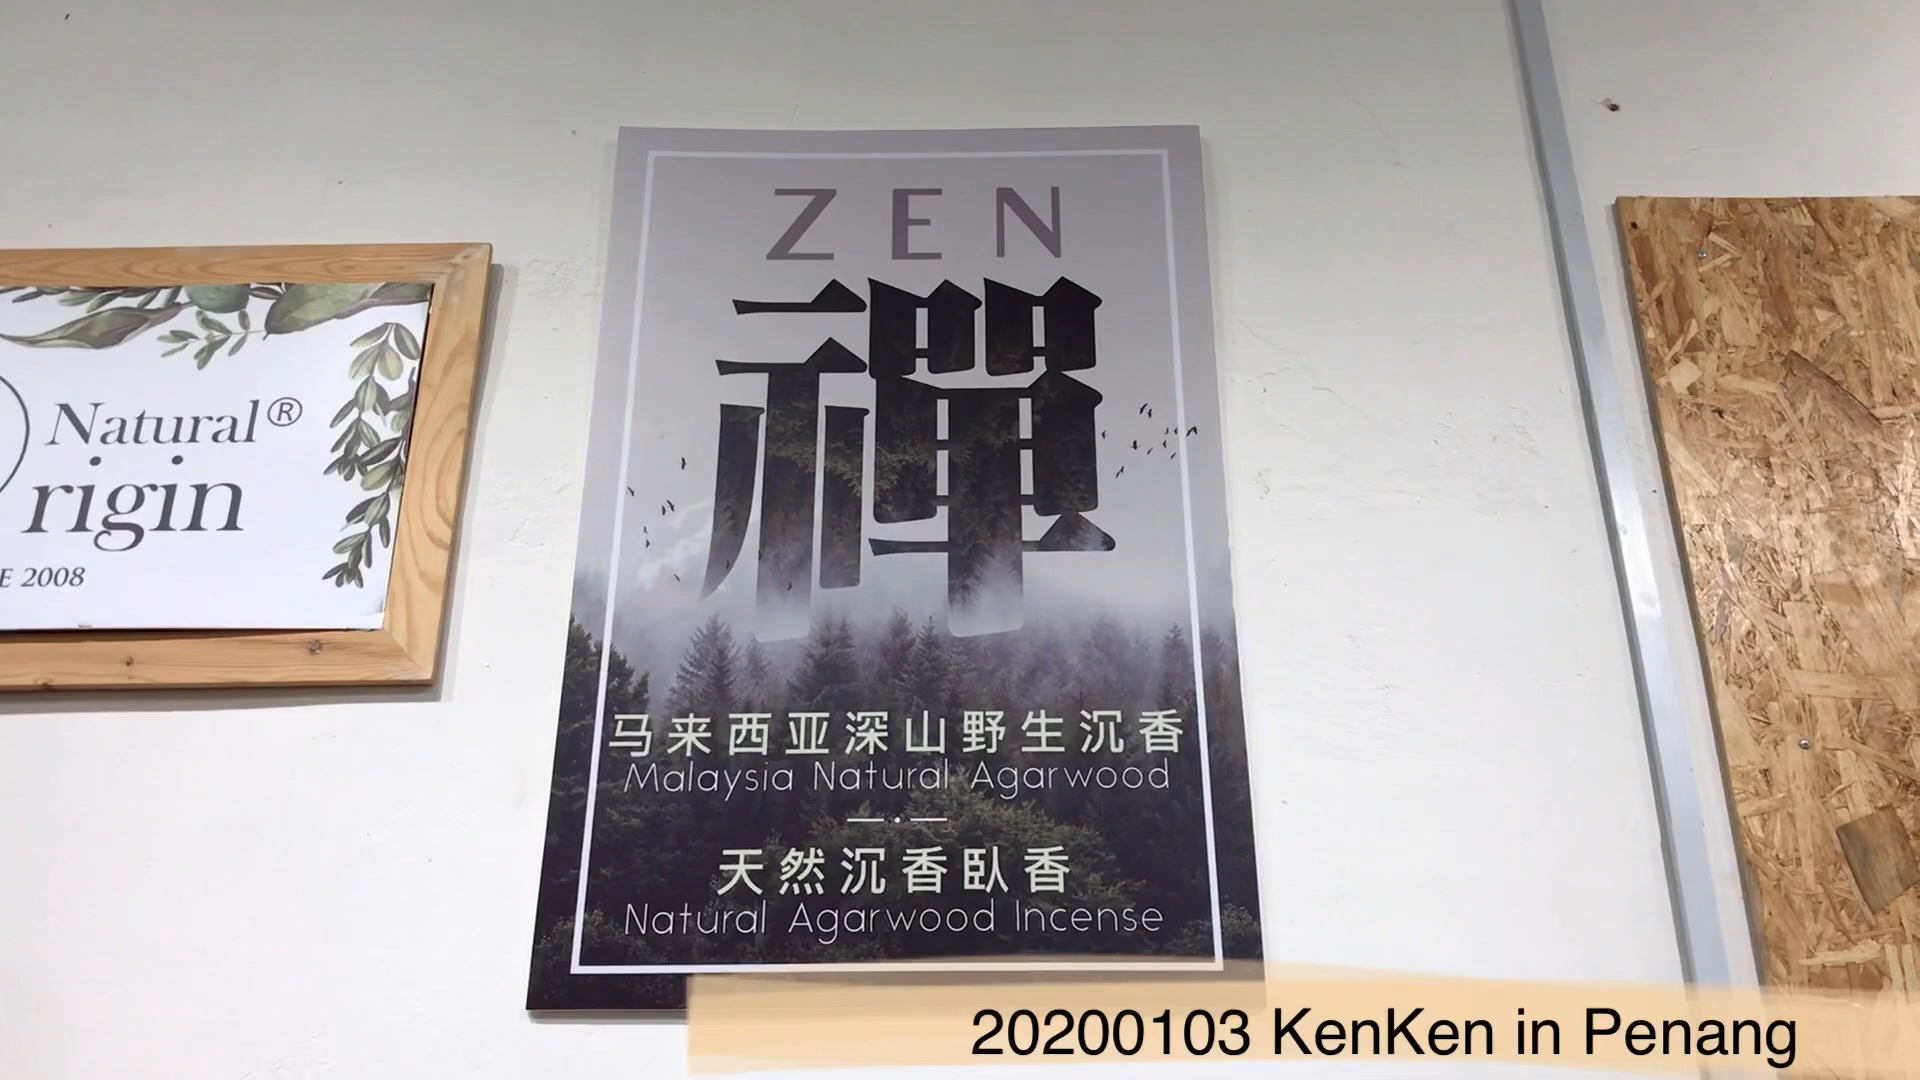 Natural®
rigin
E 2008
ZEN
禪
马来西亚深山野生沉香
Malaysia Natural Agarwood
天然沉香臥香
Natural Agarwood Incense
20200103 KenKen in Penang